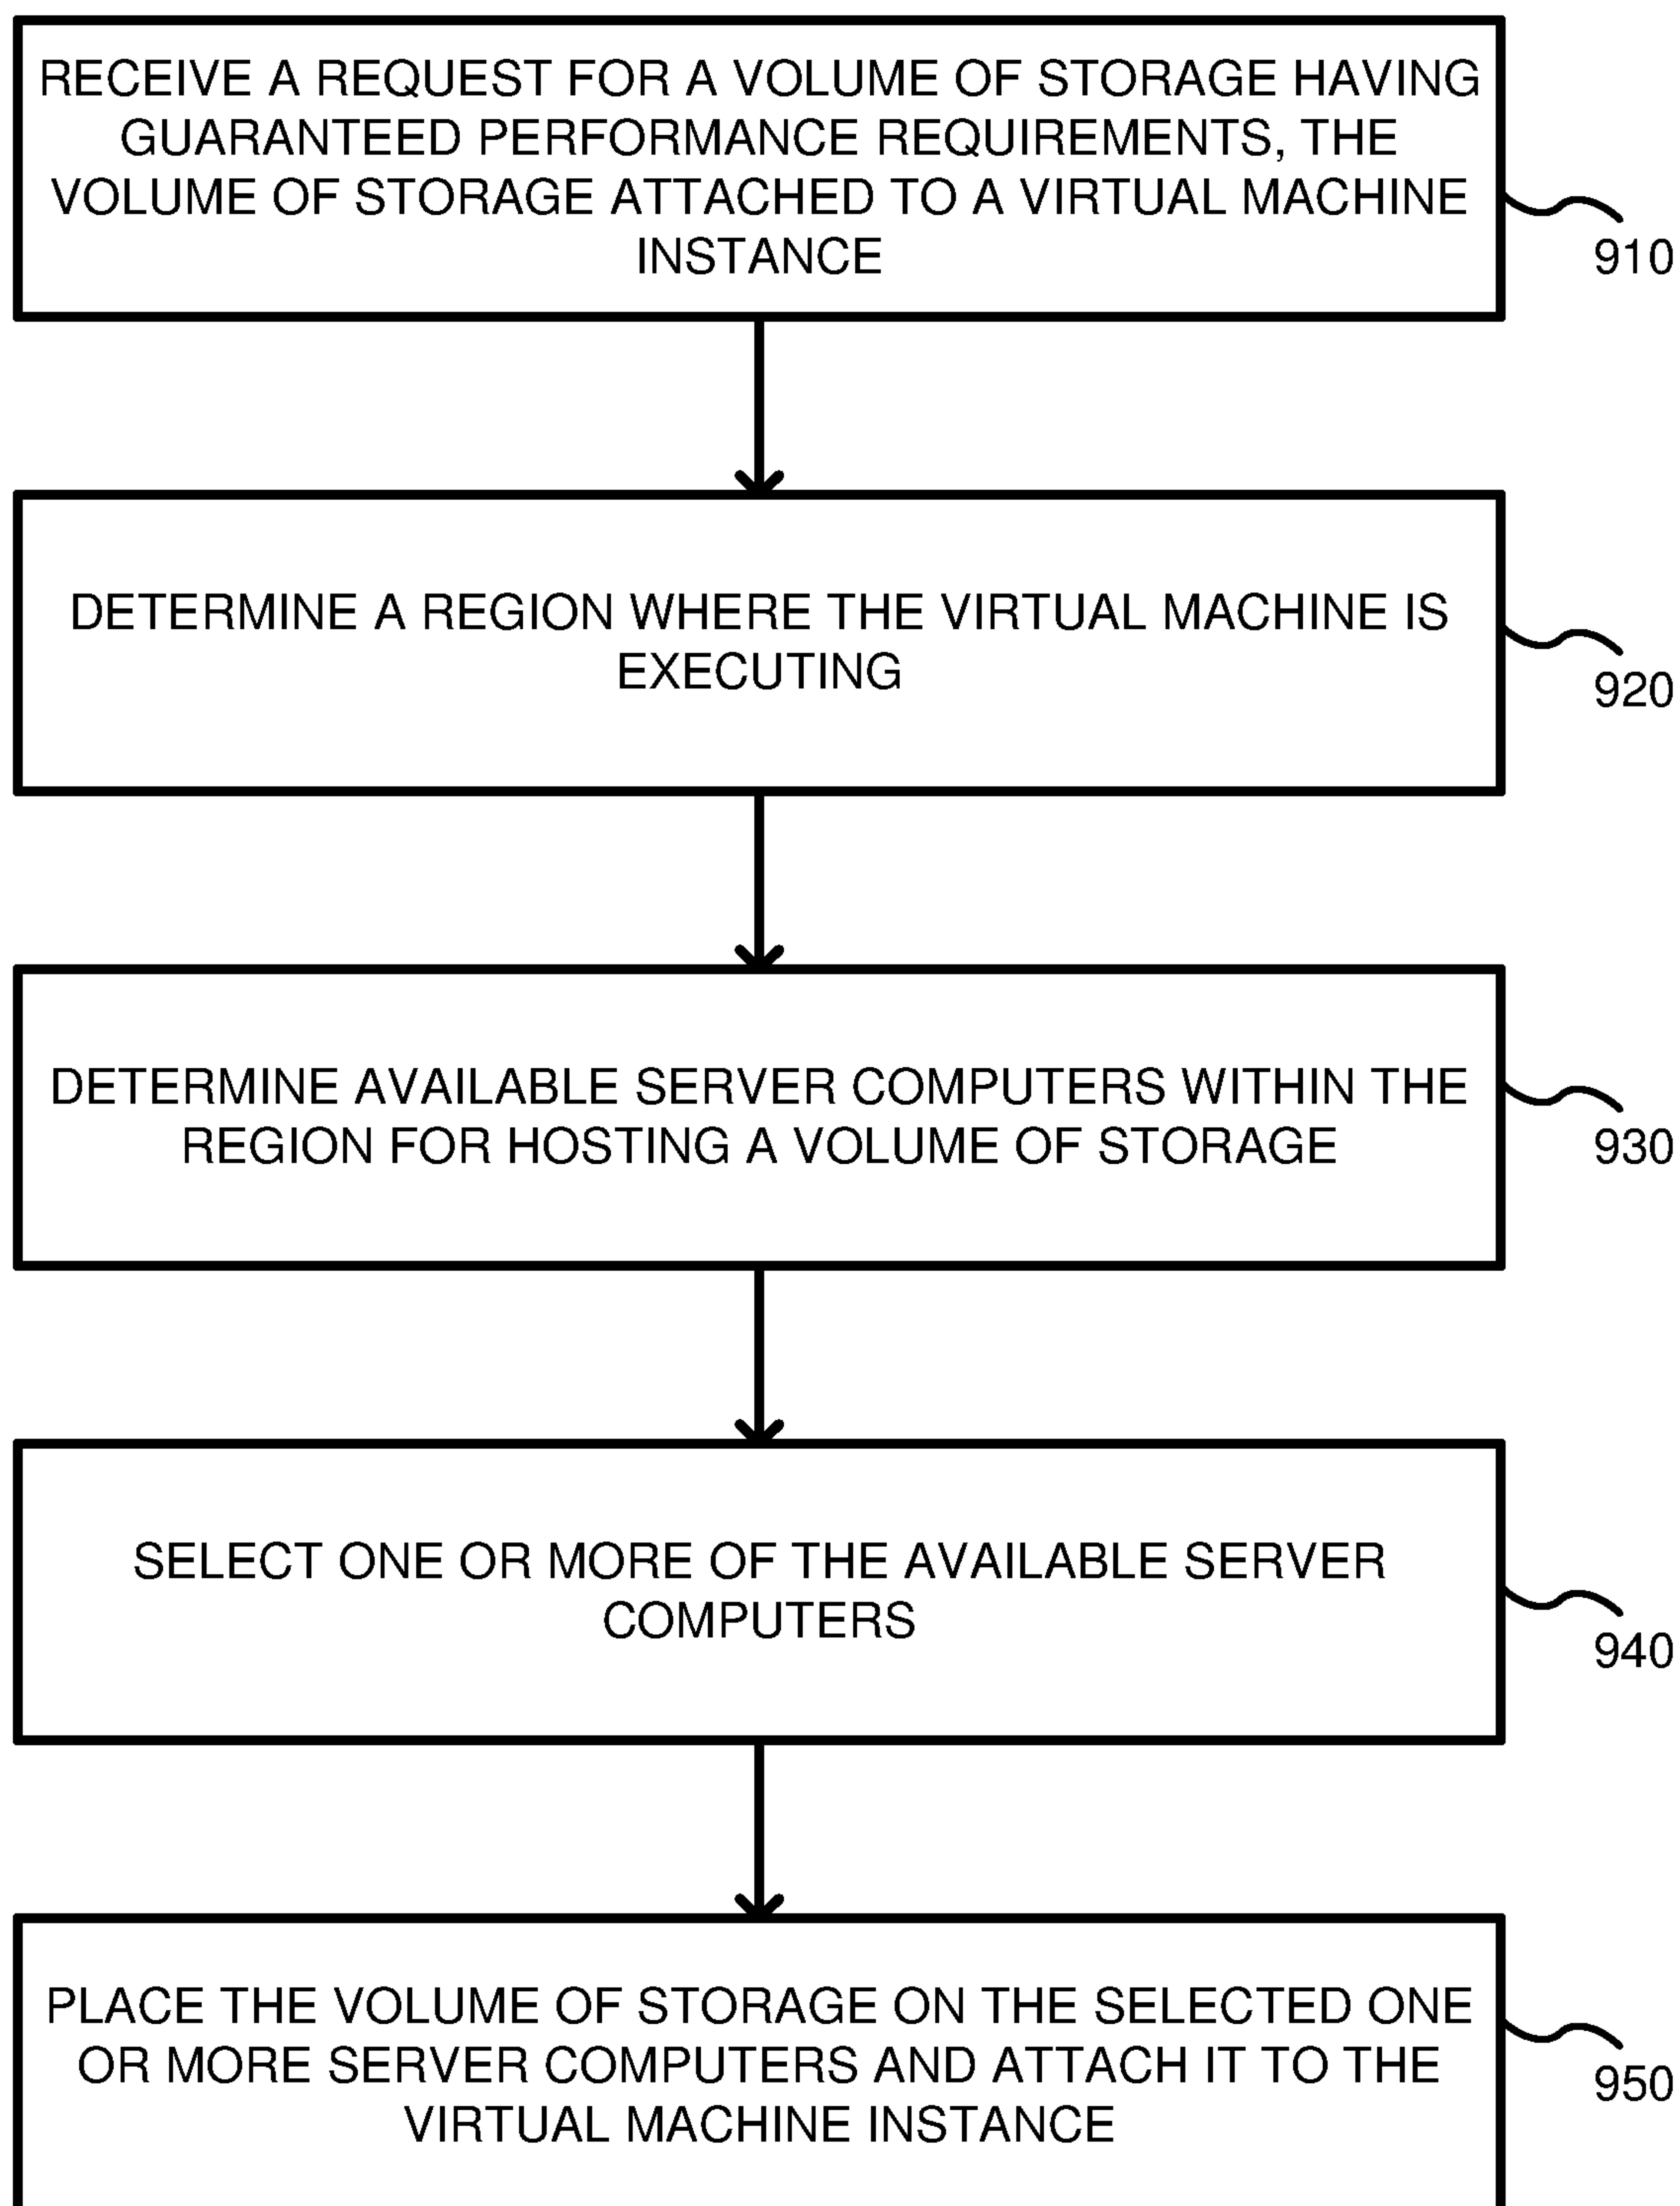 RECEIVE A REQUEST FOR A VOLUME OF STORAGE HAVING
GUARANTEED PERFORMANCE REQUIREMENTS, THE
VOLUME OF STORAGE ATTACHED TO A VIRTUAL MACHINE
INSTANCE
910
DETERMINE A REGION WHERE THE VIRTUAL MACHINE IS
EXECUTING
920
DETERMINE AVAILABLE SERVER COMPUTERS WITHIN THE
REGION FOR HOSTING A VOLUME OF STORAGE
930
SELECT ONE OR MORE OF THE AVAILABLE SERVER
COMPUTERS
940
PLACE THE VOLUME OF STORAGE ON THE SELECTED ONE
OR MORE SERVER COMPUTERS AND ATTACH IT TO THE
VIRTUAL MACHINE INSTANCE
950